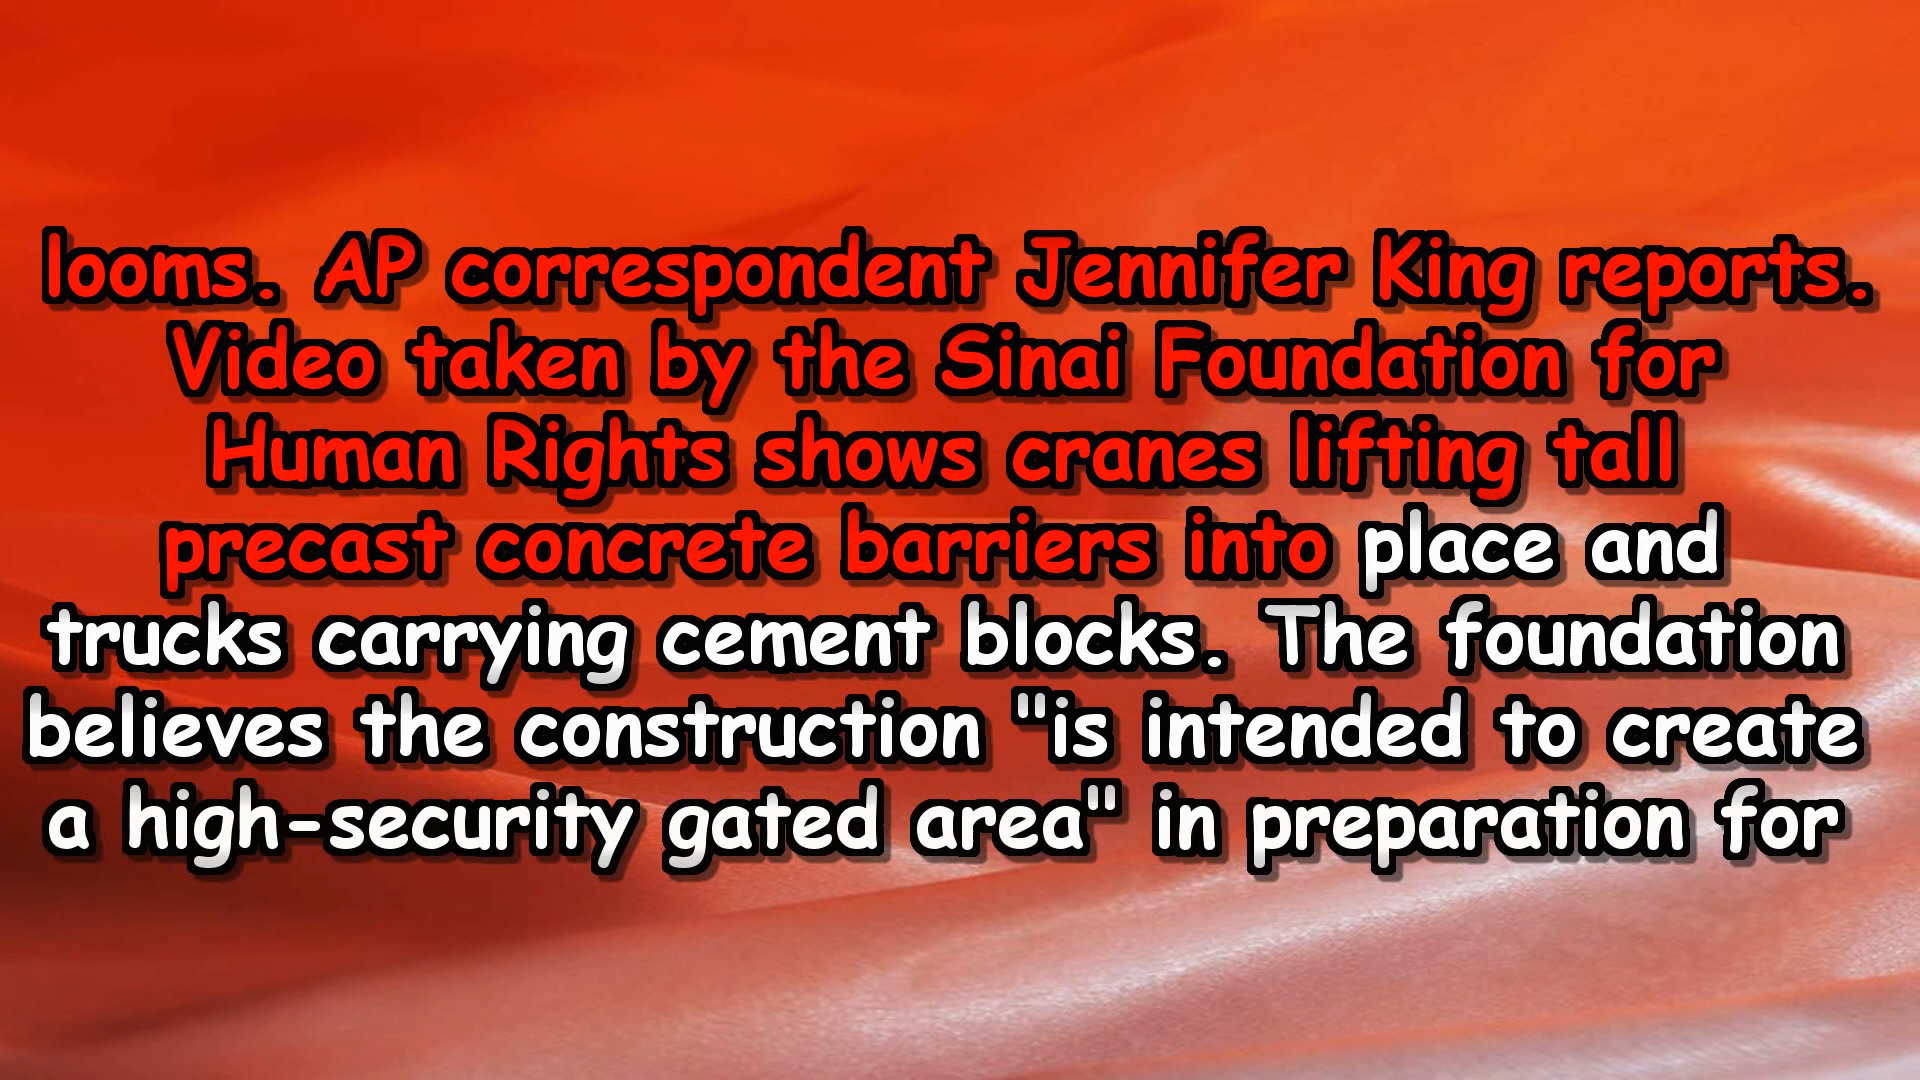 looms. AP correspondent Jennifer King reports.
Video taken by the Sinai Foundation for
Human Rights shows cranes lifting tall
precast concrete barriers into place and
trucks carrying cement blocks. The foundation
believes the construction "is intended to create
a high-security gated area" in preparation for